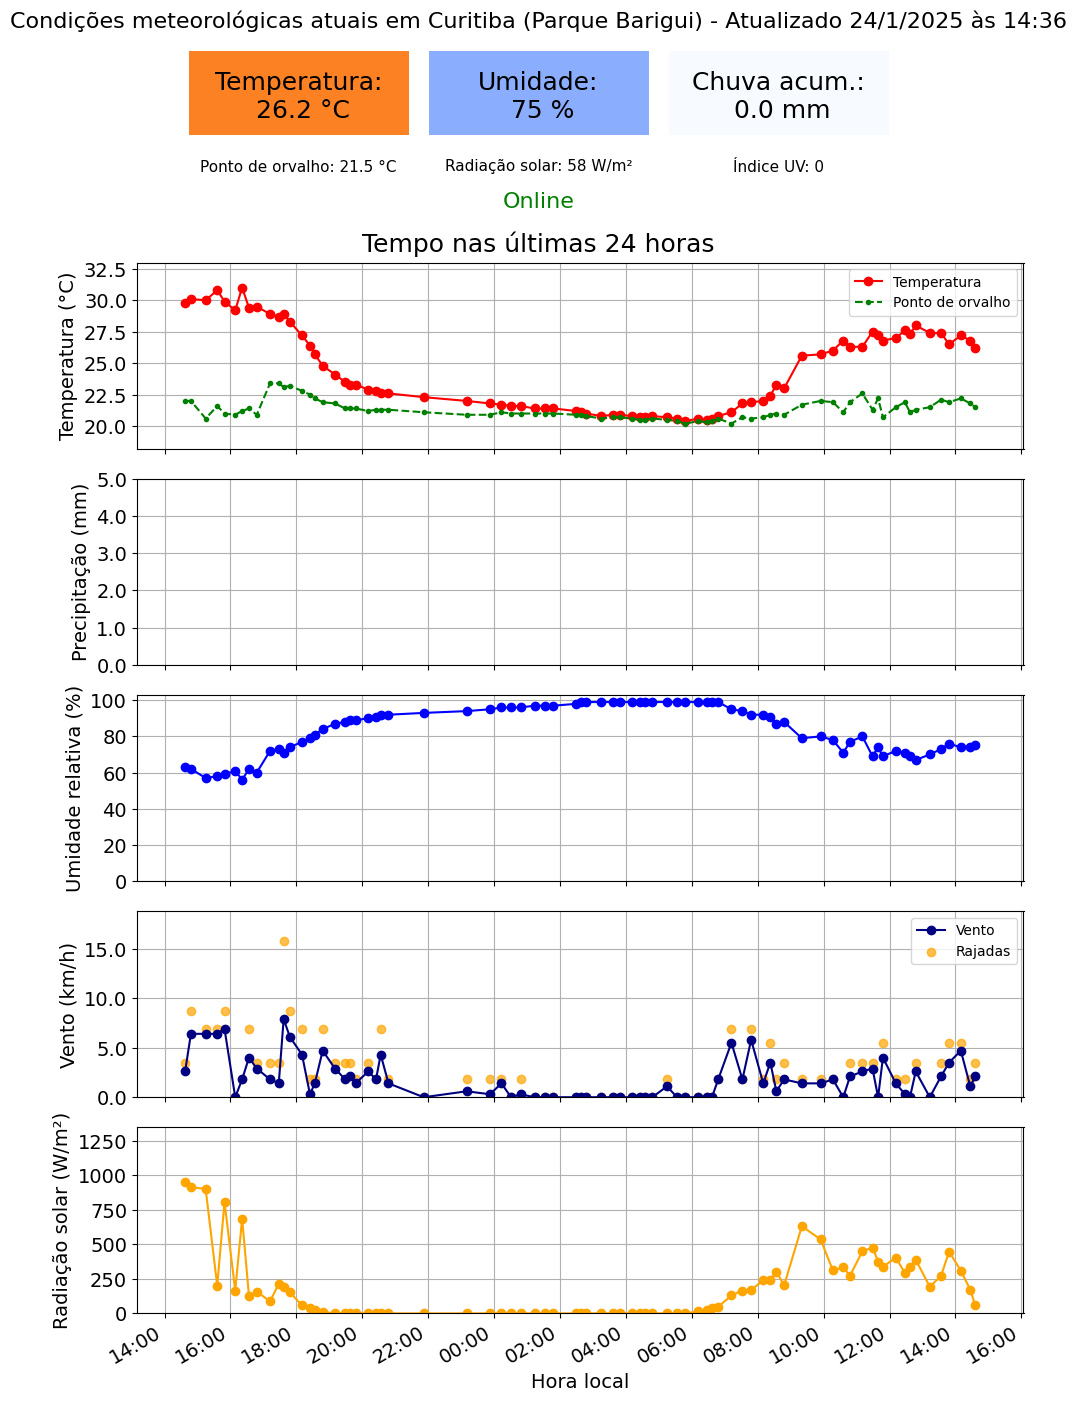 Condições meteorológicas atuais em Curitiba (Parque Barigui) - Atualizado 24/1/2025 às 14:36
Temperatura:
26.2 °C
Umidade:
75 %
Chuva acum.:
0.0 mm
Ponto de orvalho: 21.5 °C
Radiação solar: 58 W/m²
Índice UV: 0
Online
Tempo nas últimas 24 horas
Temperatura (°C)
32.5
30.0
27.5
25.0
22.5
20.0
Temperatura
Ponto de orvalho
Precipitação (mm)
5.0
4.0
3.0
2.0
1.0
0.0
Umidade relativa (%)
100
80
60
40
20
0
Vento (km/h)
15.0
10.0
5.0
0.0
Vento
Rajadas
Radiação solar (W/m²)
1250
1000
750
500
250
0
14:00
16:00
18:00
20:00
22:00
00:00
02:00
04:00
06:00
08:00
10:00
12:00
14:00
16:00
Hora local